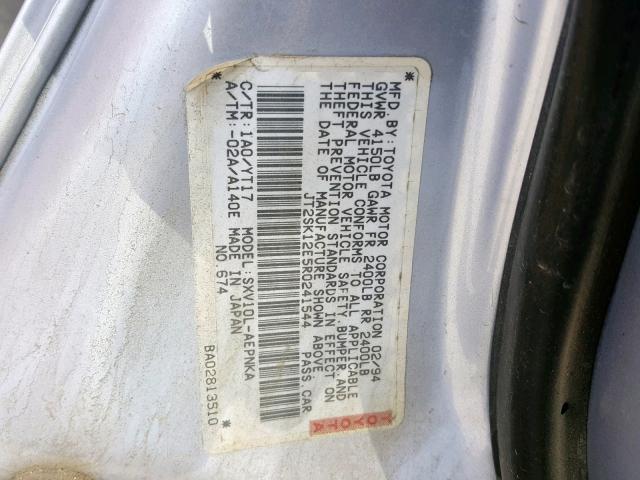 MFD. BY: TOYOTA MOTOR CORPORATION 02/94
GVWR 4150LB GAWR FR 2400LB RR 2400LB
THIS VEHICLE CONFORMS TO ALL APPLICABLE
FEDERAL MOTOR VEHICLE SAFETY, BUMPER, AND
THEFT PREVENTION STANDARDS IN EFFECT ON
THE DATE OF MANUFACTURE SHOWN ABOVE.
JT2SK12E5R0241544 PASS. CAR
TOYOTA
TOYOTA
C/TR: 1A0/YT17 MODEL: SXV10L-AEPNKA
A/TM: -02A/A140E MADE IN JAPAN
NO 674
BA02813510